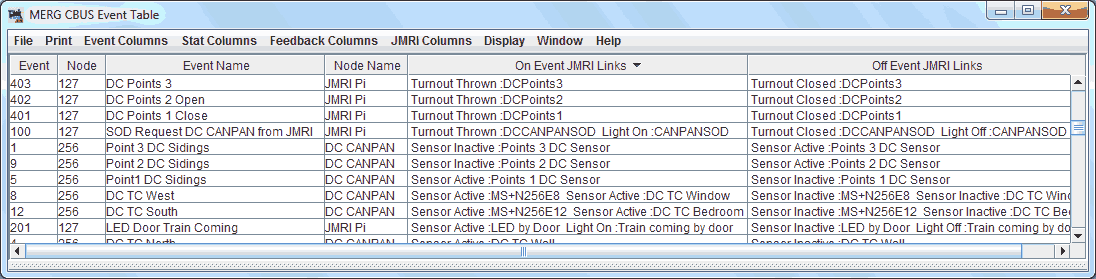 MERG CBUS Event Table
File Print Event Columns Stat Columns Feedback Columns JMRI Columns Display Window Help
Event Node Event Name Node Name On Event JMRI Links Off Event JMRI Links
403 127 DC Points 3 JMRI Pi Turnout Thrown :DCPoints3 Turnout Closed :DCPoints3
402 127 DC Points 2 Open JMRI Pi Turnout Thrown :DCPoints2 Turnout Closed :DCPoints2
401 127 DC Points 1 Close JMRI Pi Turnout Thrown :DCPoints1 Turnout Closed :DCPoints1
100 127 SOD Request DC CANPAN from JMRI JMRI Pi Turnout Thrown :DCCANPANSOD Light On :CANPANSOD Turnout Closed :DCCANPANSOD Light Off :CANPANSOD
1 256 Point 3 DC Sidings DC CANPAN Sensor Inactive :Points 3 DC Sensor Sensor Active :Points 3 DC Sensor
9 256 Point 2 DC Sidings DC CANPAN Sensor Inactive :Points 2 DC Sensor Sensor Active :Points 2 DC Sensor
5 256 Point1 DC Sidings DC CANPAN Sensor Inactive :Points 1 DC Sensor Sensor Active :Points 1 DC Sensor
8 256 DC TC West DC CANPAN Sensor Active :MS+N256E8 Sensor Active :DC TC Window Sensor Inactive :MS+N256E8 Sensor Inactive :DC TC Win
12 256 DC TC South DC CANPAN Sensor Active :MS+N256E12 Sensor Active :DC TC Bedroom Sensor Inactive :MS+N256E12 Sensor Inactive :DC TC Be
201 127 LED Door Train Coming JMRI Pi Sensor Active :LED by Door Light On :Train coming by door Sensor Inactive :LED by Door Light Off :Train coming by do
4 256 DC TC North DC CANPAN Sensor Active :DC TC Wall Sensor Inactive :DC TC Wall